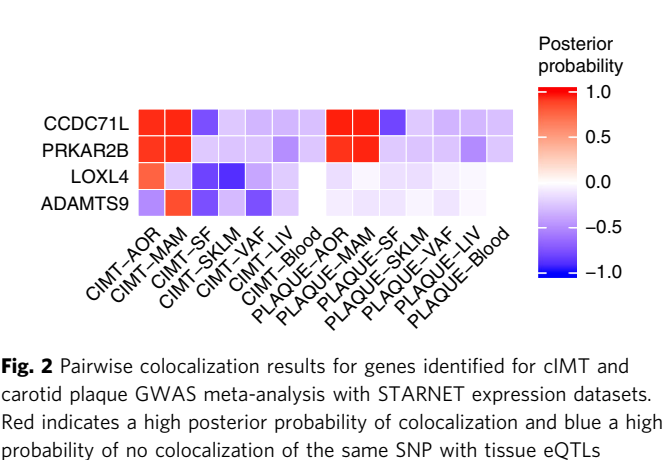 Posterior
probability
CCDC71L
PRKAR2B
LOXL4
ADAMTS9
1.0
0.5
0.0
−0.5
−1.0
CIMT−AOR
CIMT−MAM
CIMT−SF
CIMT−SKLM
CIMT−VAF
CIMT−LIV
CIMT−Blood
PLAQUE−AOR
PLAQUE−MAM
PLAQUE−SF
PLAQUE−SKLM
PLAQUE−VAF
PLAQUE−LIV
PLAQUE−Blood
Fig. 2 Pairwise colocalization results for genes identified for cIMT and
carotid plaque GWAS meta-analysis with STARNET expression datasets.
Red indicates a high posterior probability of colocalization and blue a high
probability of no colocalization of the same SNP with tissue eQTLs